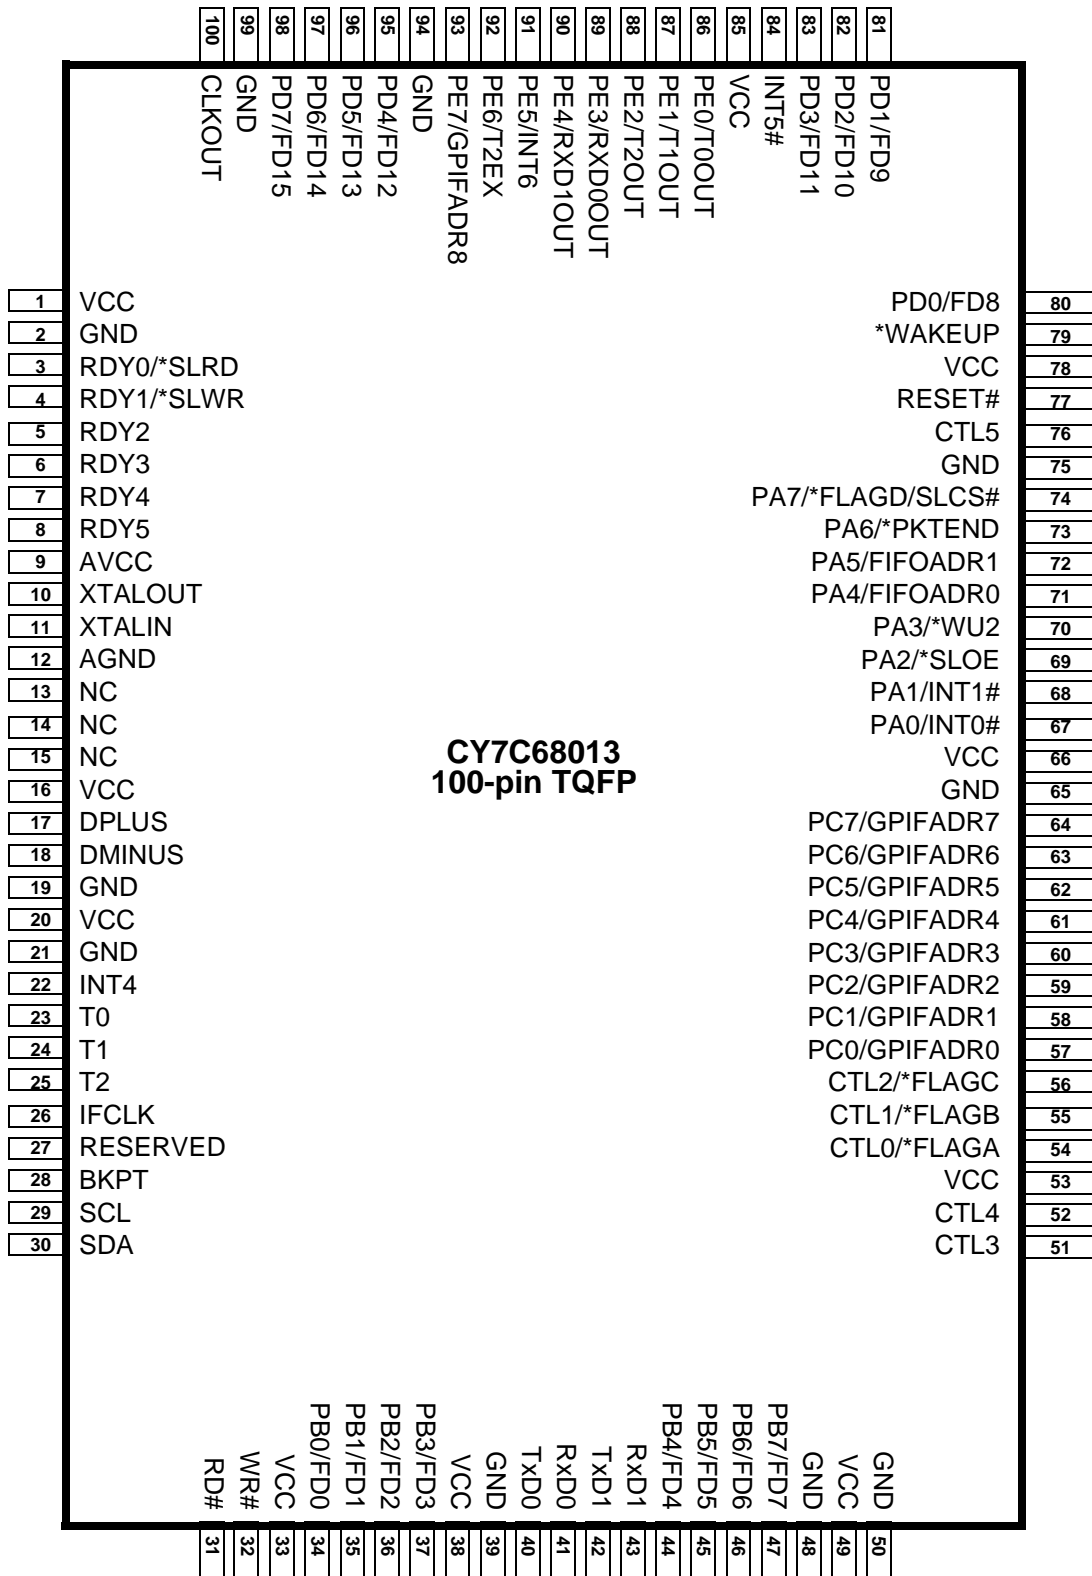 100 99 98 97 96 95 94 93 92 91 90 89 88 87 86 85 84 83 82 81
CLKOUT
GND
PD7/FD15
PD6/FD14
PD5/FD13
PD4/FD12
GND
PE7/GPIFADR8
PE6/T2EX
PE5/INT6
PE4/RXD1OUT
PE3/RXD0OUT
PE2/T2OUT
PE1/T1OUT
PE0/T0OUT
VCC
INT5#
PD3/FD11
PD2/FD10
PD1/FD9
1 VCC PD0/FD8 80
2 GND *WAKEUP 79
3 RDY0/*SLRD VCC 78
4 RDY1/*SLWR RESET# 77
5 RDY2 CTL5 76
6 RDY3 GND 75
7 RDY4 PA7/*FLAGD/SLCS# 74
8 RDY5 PA6/*PKTEND 73
9 AVCC PA5/FIFOADR1 72
10 XTALOUT PA4/FIFOADR0 71
11 XTALIN PA3/*WU2 70
12 AGND PA2/*SLOE 69
13 NC PA1/INT1# 68
14 NC PA0/INT0# 67
15 NC VCC 66
16 VCC GND 65
CY7C68013
100-pin TQFP
17 DPLUS PC7/GPIFADR7 64
18 DMINUS PC6/GPIFADR6 63
19 GND PC5/GPIFADR5 62
20 VCC PC4/GPIFADR4 61
21 GND PC3/GPIFADR3 60
22 INT4 PC2/GPIFADR2 59
23 T0 PC1/GPIFADR1 58
24 T1 PC0/GPIFADR0 57
25 T2 CTL2/*FLAGC 56
26 IFCLK CTL1/*FLAGB 55
27 RESERVED CTL0/*FLAGA 54
28 BKPT VCC 53
29 SCL CTL4 52
30 SDA CTL3 51
RD#
WR#
VCC
PB0/FD0
PB1/FD1
PB2/FD2
PB3/FD3
VCC
GND
TxD0
RxD0
TxD1
RxD1
PB4/FD4
PB5/FD5
PB6/FD6
PB7/FD7
GND
VCC
GND
31 32 33 34 35 36 37 38 39 40 41 42 43 44 45 46 47 48 49 50